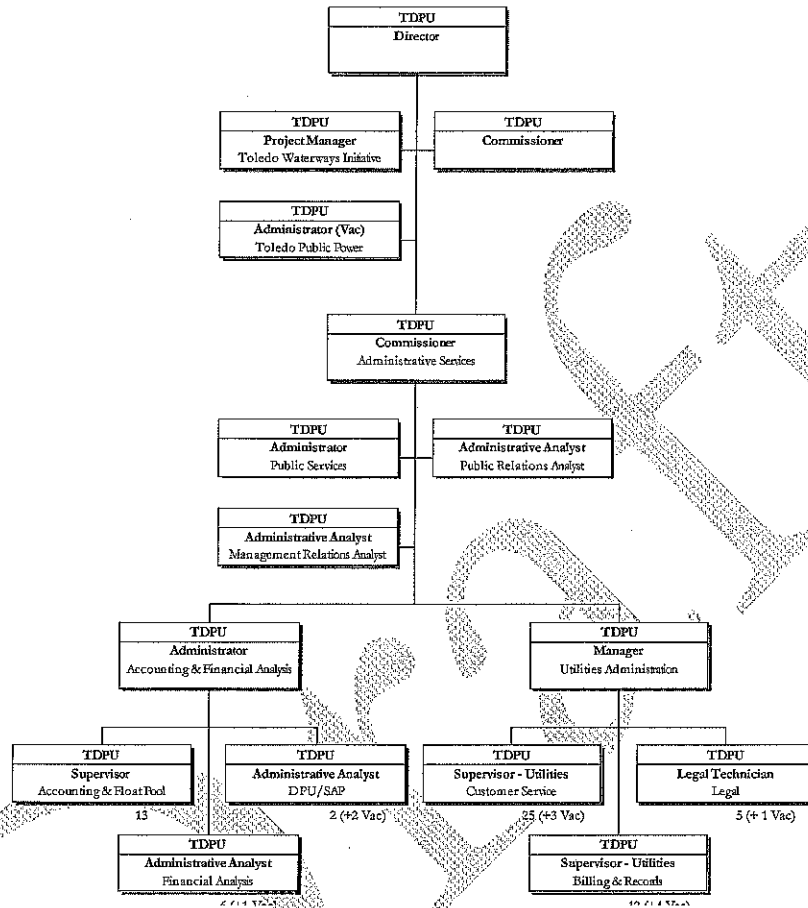 TDPU
Director
TDPU
Project Manager
Toledo Waterways Initiative
TDPU
Commissioner
TDPU
Administrator (Vac)
Toledo Public Power
TDPU
Commissioner
Administrative Services
TDPU
Administrator
Public Services
TDPU
Administrative Analyst
Public Relations Analyst
TDPU
Administrative Analyst
Management Relations Analyst
TDPU
Administrator
Accounting & Financial Analysis
TDPU
Manager
Utilities Administration
TDPU
Supervisor
Accounting & Float Pool
13
TDPU
Administrative Analyst
DPU/SAP
2 (+2 Vac)
TDPU
Supervisor - Utilities
Customer Service
25 (+3 Vac)
TDPU
Legal Technician
Legal
5 (+ 1 Vac)
TDPU
Administrative Analyst
Financial Analysis
TDPU
Supervisor - Utilities
Billing & Records